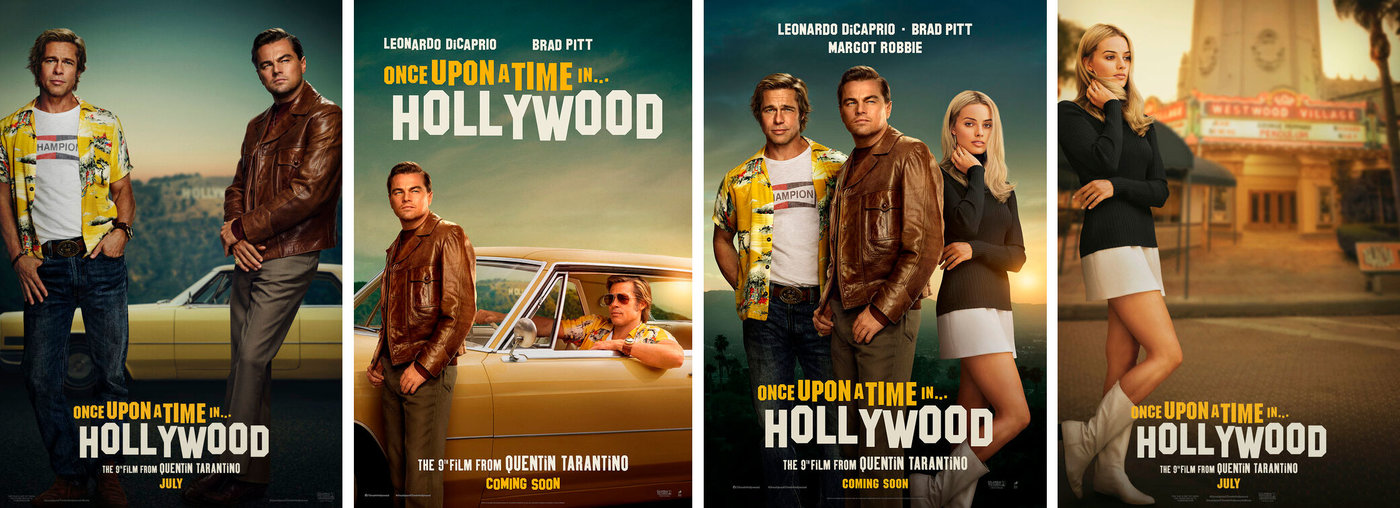 HAMPION
HOLLYWOOD
ONCE UPON A TIME IN...
HOLLYWOOD
THE 9TH FILM FROM QUENTIN TARANTINO
JULY
LEONARDO DiCAPRIO BRAD PITT
ONCE UPON A TIME IN...
HOLLYWOOD
THE 9TH FILM FROM QUENTIN TARANTINO
COMING SOON
LEONARDO DiCAPRIO · BRAD PITT
MARGOT ROBBIE
AMPION
ONCE UPON A TIME IN...
HOLLYWOOD
THE 9TH FILM FROM QUENTIN TARANTINO
COMING SOON
WESTWOOD VILLAGE
ONCE UPON A TIME IN...
HOLLYWOOD
THE 9TH FILM FROM QUENTIN TARANTINO
JULY